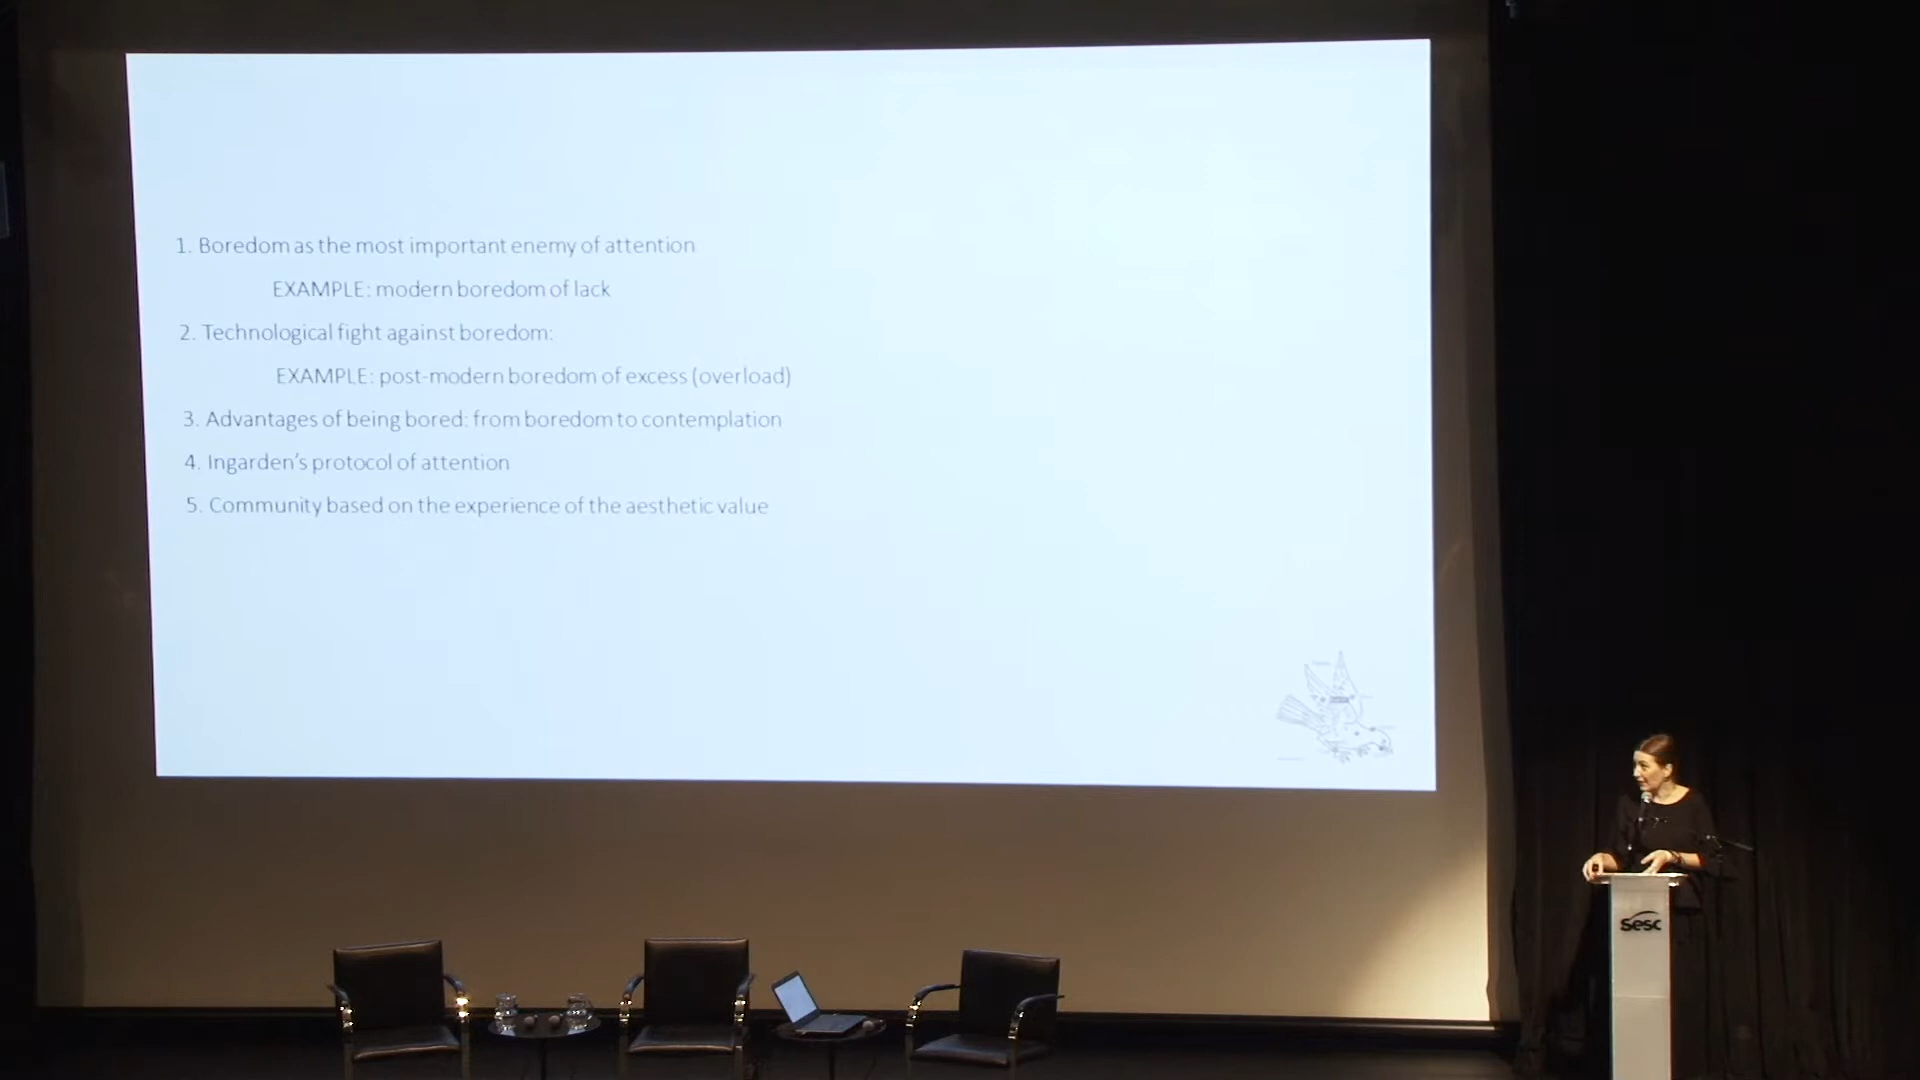 1. Boredom as the most important enemy of attention
EXAMPLE: modern boredom of lack
2. Technological fight against boredom:
EXAMPLE: post-modern boredom of excess (overload)
3. Advantages of being bored: from boredom to contemplation
4. Ingarden's protocol of attention
5. Community based on the experience of the aesthetic value
Sesc